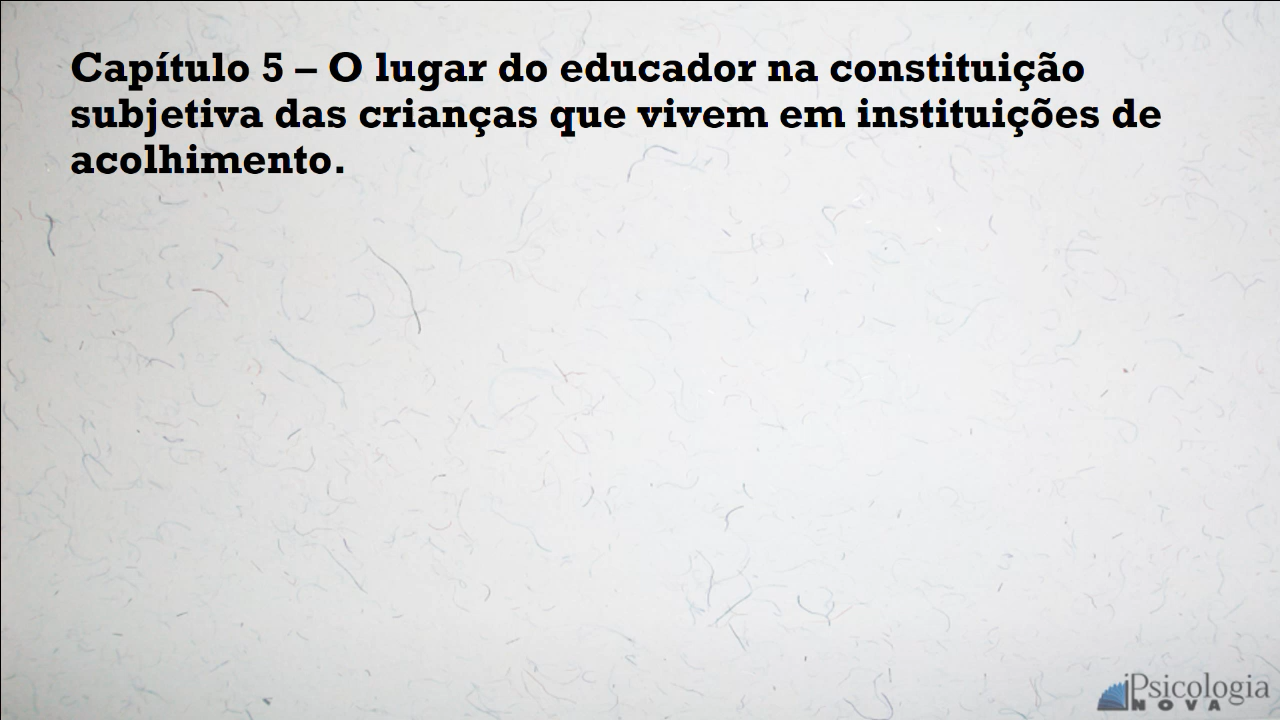 Capítulo 5 – O lugar do educador na constituição
subjetiva das crianças que vivem em instituições de
acolhimento.
Psicologia
NOVA